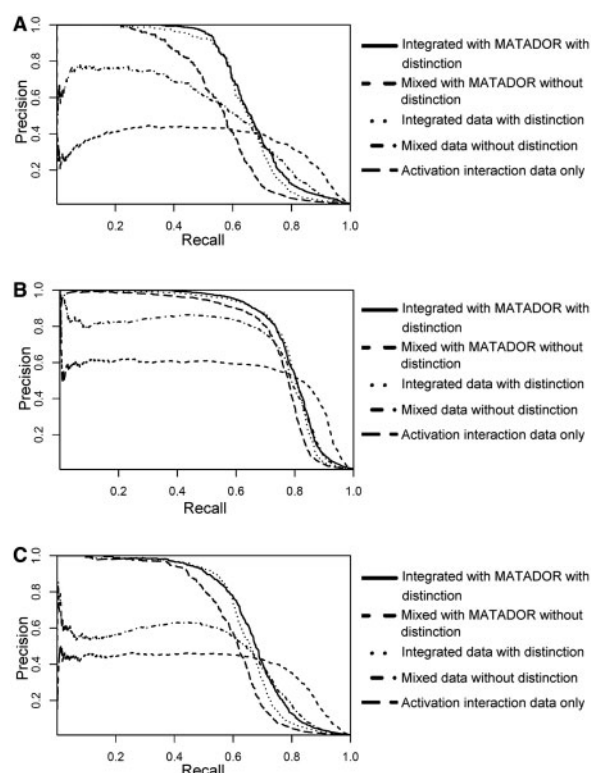 A
Precision
0.2 0.4 0.6 0.8 1.0
0.2 0.4 0.6 0.8 1.0
Recall
Integrated with MATADOR with
distinction
Mixed with MATADOR without
distinction
Integrated data with distinction
Mixed data without distinction
Activation interaction data only
B
Precision
0.2 0.4 0.6 0.8 1.0
0.2 0.4 0.6 0.8 1.0
Recall
Integrated with MATADOR with
distinction
Mixed with MATADOR without
distinction
Integrated data with distinction
Mixed data without distinction
Activation interaction data only
C
Precision
0.2 0.4 0.6 0.8 1.0
0.2 0.4 0.6 0.8 1.0
Recall
Integrated with MATADOR with
distinction
Mixed with MATADOR without
distinction
Integrated data with distinction
Mixed data without distinction
Activation interaction data only